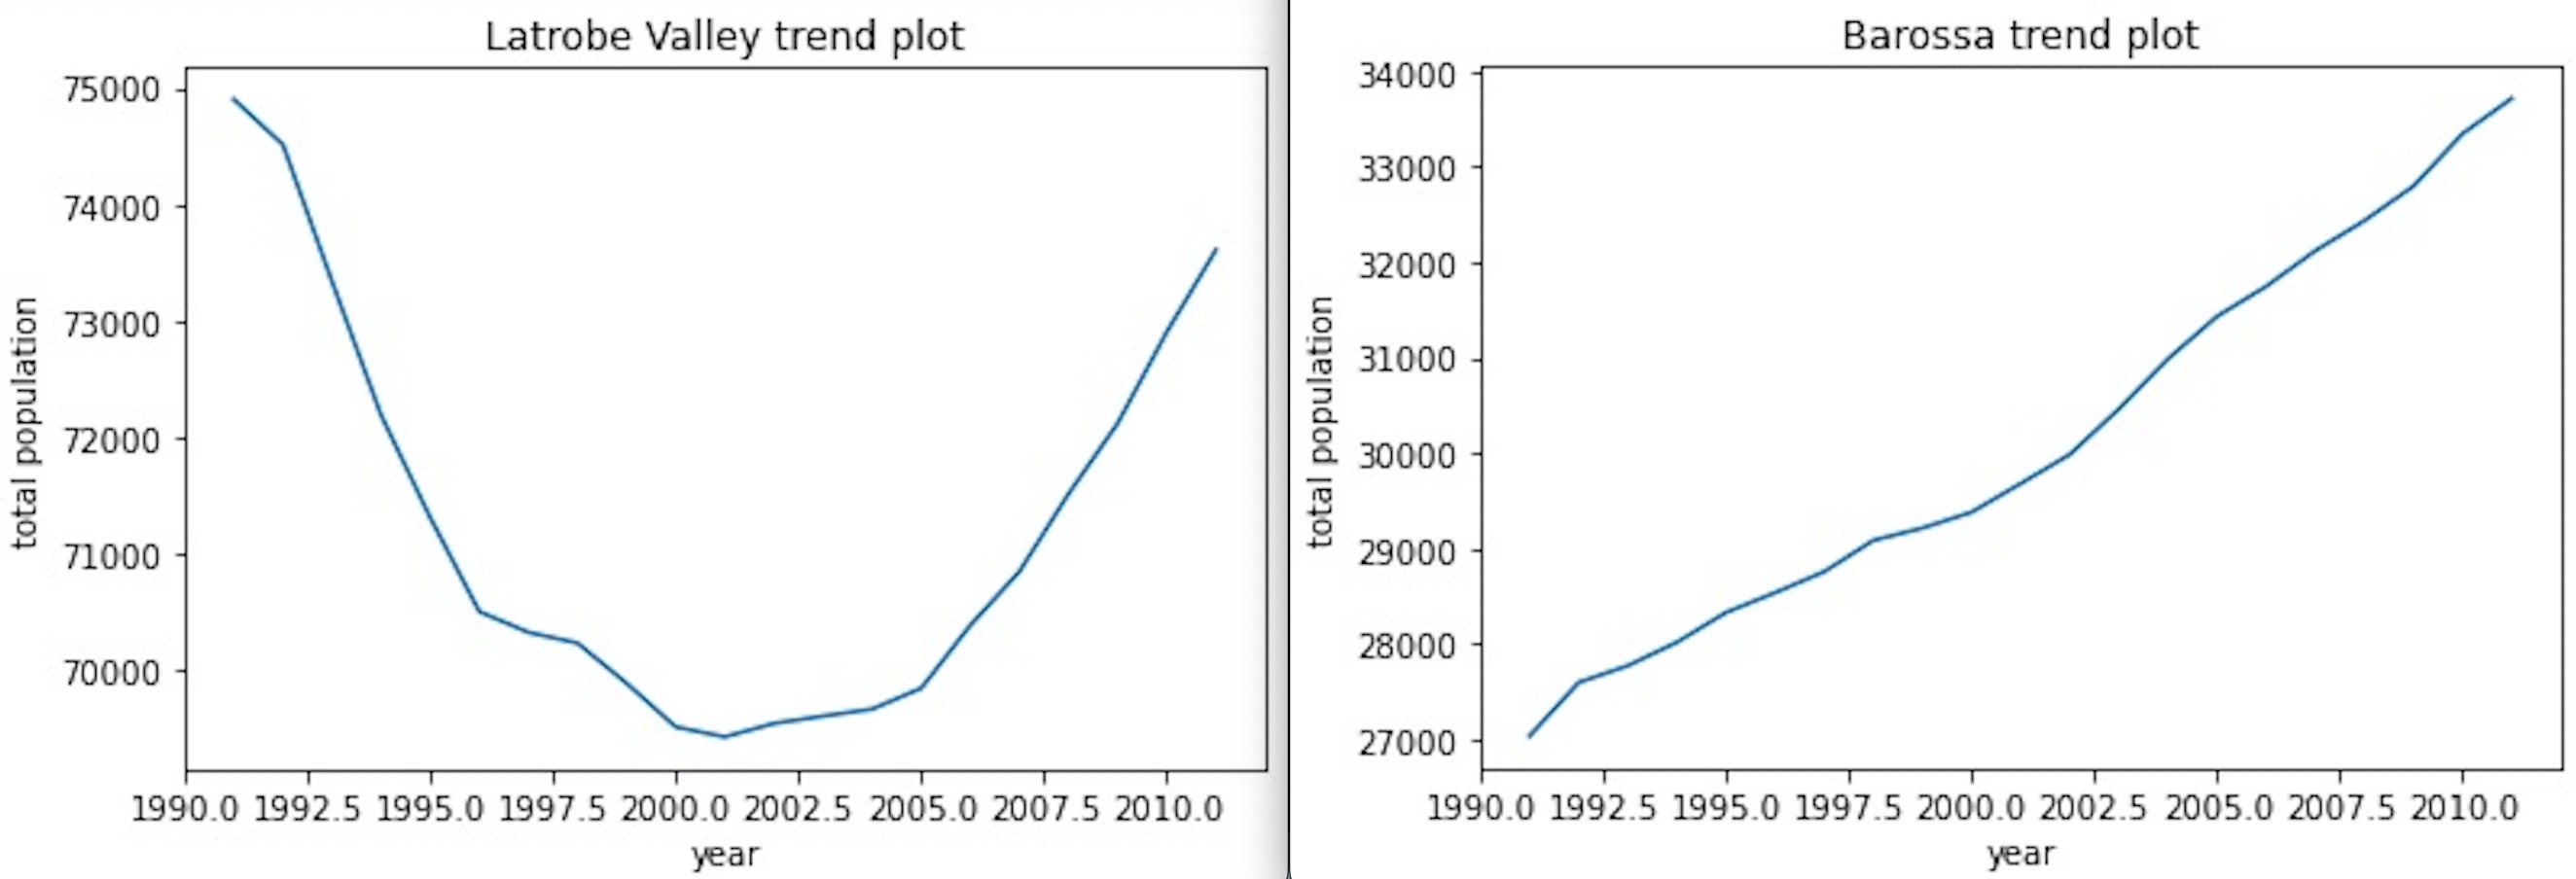 Latrobe Valley trend plot
75000
74000
73000
72000
71000
70000
total population
1990.0 1992.5 1995.0 1997.5 2000.0 2002.5 2005.0 2007.5 2010.0
year
Barossa trend plot
34000
33000
32000
31000
30000
29000
28000
27000
total population
1990.0 1992.5 1995.0 1997.5 2000.0 2002.5 2005.0 2007.5 2010.0
year